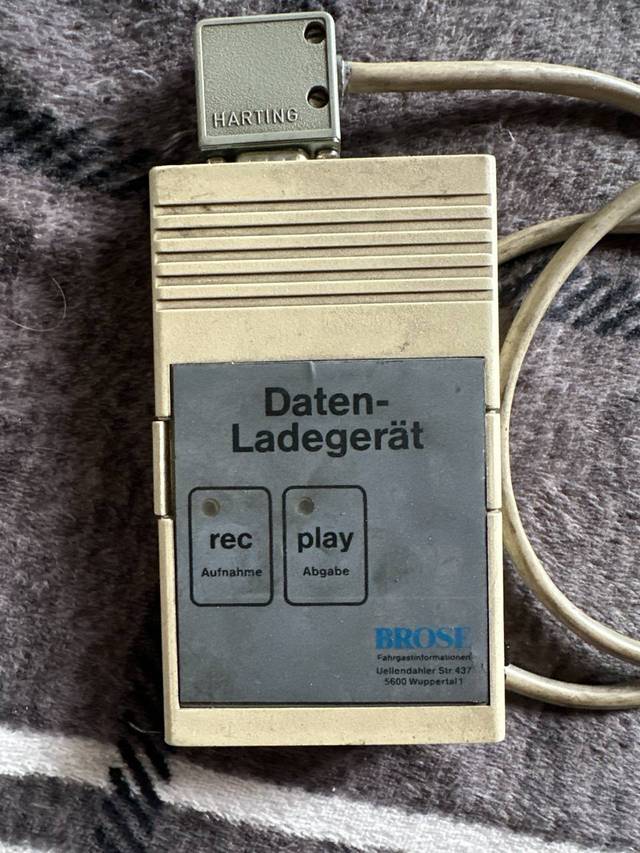 HARTING
Daten-
Ladegerät
rec
Aufnahme
play
Abgabe
BROSE
Fahrgastinformationen
Uellendahler Str. 437
5600 Wuppertal 1